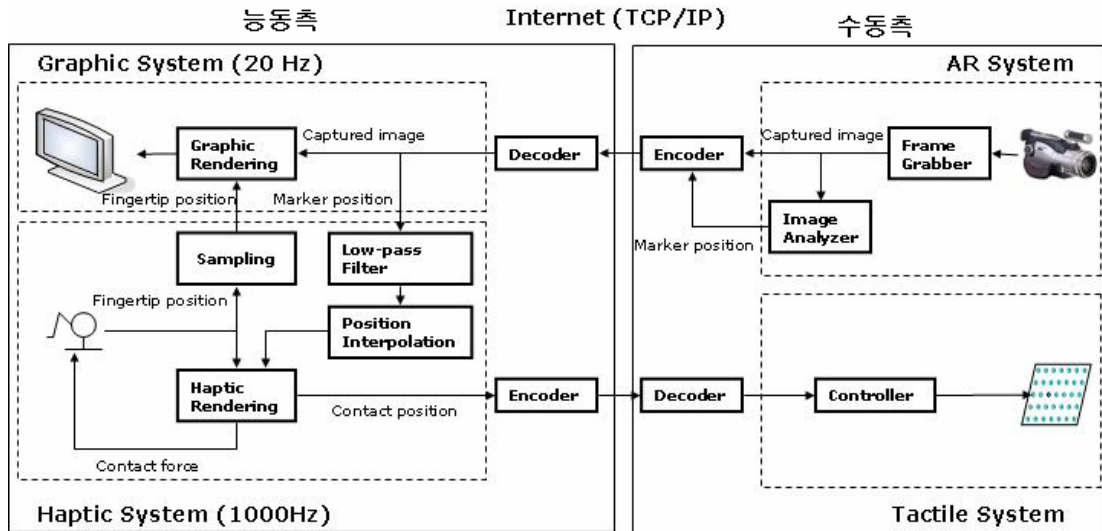 능동측
Internet (TCP/IP)
수동측
Graphic System (20 Hz)
AR System
Graphic
Rendering
Captured image
Decoder
Encoder
Captured image
Frame
Grabber
Fingertip position
Marker position
Image
Analyzer
Marker position
Sampling
Low-pass
Filter
Fingertip position
Position
Interpolation
Haptic
Rendering
Contact position
Encoder
Decoder
Controller
Contact force
Haptic System (1000Hz)
Tactile System